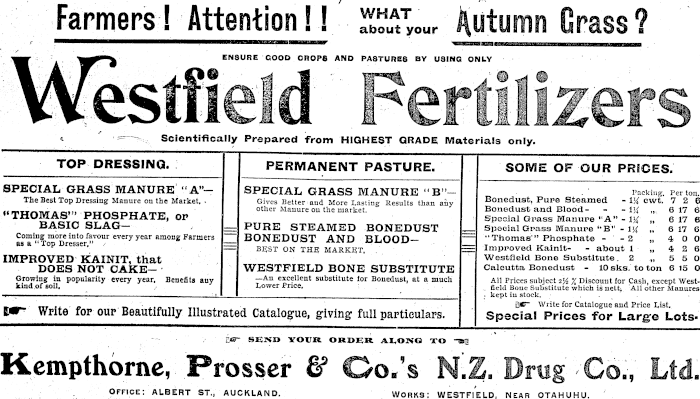 Farmers! Attention!! WHAT about your Autumn Grass?
ENSURE GOOD CROPS AND PASTURES BY USING ONLY
Westfield Fertilizers
Scientifically Prepared from HIGHEST GRADE Materials only.
TOP DRESSING.
SPECIAL GRASS MANURE "A"—
The Best Top Dressing Manure on the Market.
"THOMAS" PHOSPHATE, or
BASIC SLAG—
Coming more into favour every year among Farmers
as a "Top Dresser."
IMPROVED KAINIT, that
DOES NOT CAKE—
Growing in popularity every year. Benefits any
kind of soil.
PERMANENT PASTURE.
SPECIAL GRASS MANURE "B"—
Gives Better and More Lasting Results than any
other Manure on the market.
PURE STEAMED BONEDUST
BONEDUST AND BLOOD—
BEST ON THE MARKET.
WESTFIELD BONE SUBSTITUTE
—An excellent substitute for Bonedust, at a much
Lower Price.
SOME OF OUR PRICES.
Packing. Per ton.
Bonedust, Pure Steamed - 1¼ cwt. 7 2 6
Bonedust and Blood - - 1¼ „ 6 17 6
Special Grass Manure "A" - 1¼ „ 6 17 6
Special Grass Manure "B" - 1¼ „ 6 17 6
"Thomas" Phosphate - - 2 „ 4 0 0
Improved Kainit - - about 1 „ 4 2 6
Westfield Bone Substitute. 2 „ 5 5 0
Calcutta Bonedust - 10 sks. to ton 6 15 0
All Prices subject 2½ % Discount for Cash, except West-
field Bone Substitute which is nett. All other Manures
kept in stock.
Write for Catalogue and Price List.
Special Prices for Large Lots.
Write for our Beautifully Illustrated Catalogue, giving full particulars.
SEND YOUR ORDER ALONG TO
Kempthorne, Prosser & Co.'s N.Z. Drug Co., Ltd.
OFFICE: ALBERT ST., AUCKLAND. WORKS: WESTFIELD, NEAR OTAHUHU.